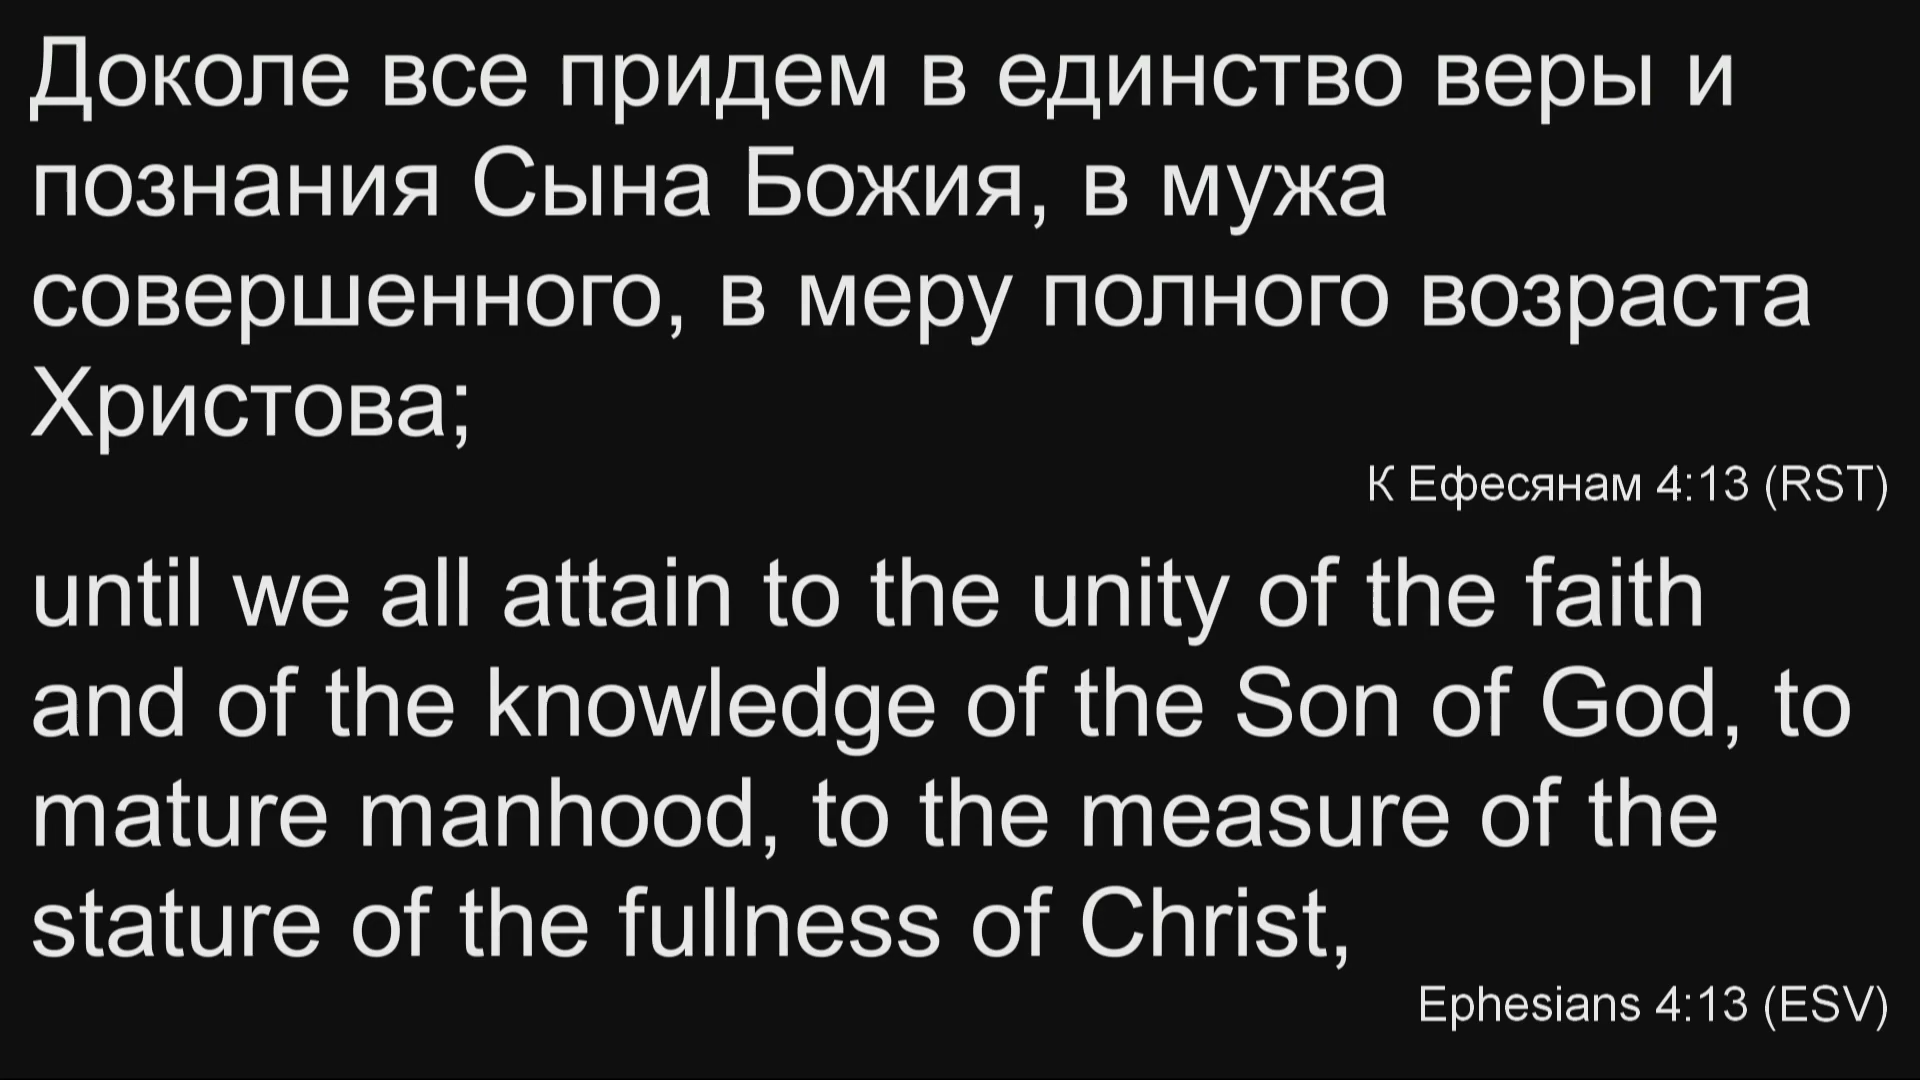 Доколе все придем в единство веры и
познания Сына Божия, в мужа
совершенного, в меру полного возраста
Христова;
К Ефесянам 4:13 (RST)
until we all attain to the unity of the faith
and of the knowledge of the Son of God, to
mature manhood, to the measure of the
stature of the fullness of Christ,
Ephesians 4:13 (ESV)